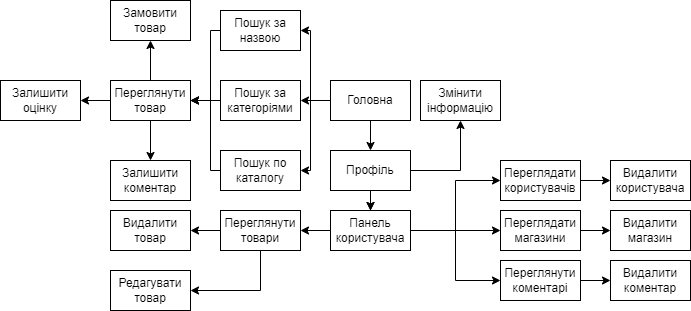 Замовити
товар
Пошук за
назвою
Залишити
оцінку
Переглянути
товар
Пошук за
категоріями
Головна
Змінити
інформацію
Залишити
коментар
Пошук по
каталогу
Профіль
Переглядати
користувачів
Видалити
користувача
Видалити
товар
Переглянути
товари
Панель
користувача
Переглядати
магазини
Видалити
магазин
Редагувати
товар
Переглянути
коментарі
Видалити
коментар